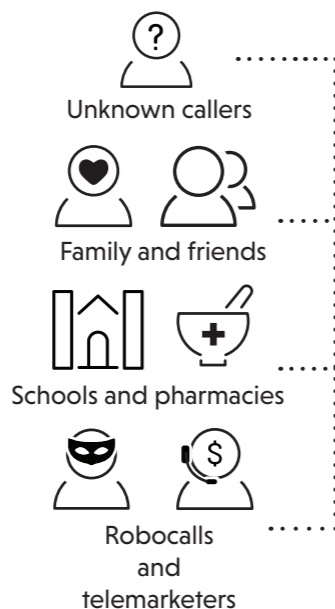 ?
Unknown callers
Family and friends
Schools and pharmacies
$
Robocalls
and
telemarketers